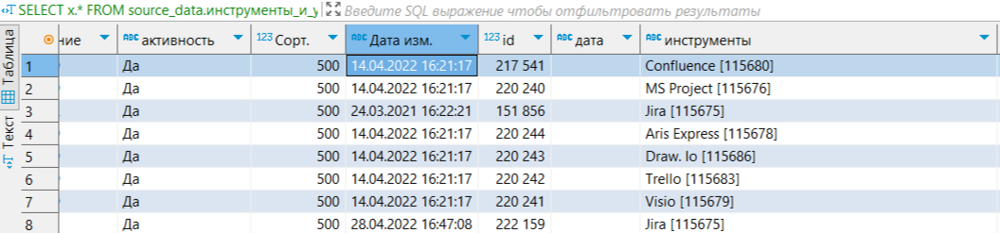 SELECT x.* FROM source_data.инструменты_и_у Введите SQL выражение чтобы отфильтровать результаты
Таблица
Текст
ние ABC активность 123 Сорт. ABC Дата изм. 123 id ABC дата ABC инструменты
1 Да 500 14.04.2022 16:21:17 217 541 Confluence [115680]
2 Да 500 14.04.2022 16:21:17 220 240 MS Project [115676]
3 Да 500 24.03.2021 16:22:21 151 856 Jira [115675]
4 Да 500 14.04.2022 16:21:17 220 244 Aris Express [115678]
5 Да 500 14.04.2022 16:21:17 220 243 Draw. Io [115686]
6 Да 500 14.04.2022 16:21:17 220 242 Trello [115683]
7 Да 500 14.04.2022 16:21:17 220 241 Visio [115679]
8 Да 500 28.04.2022 16:47:08 222 159 Jira [115675]